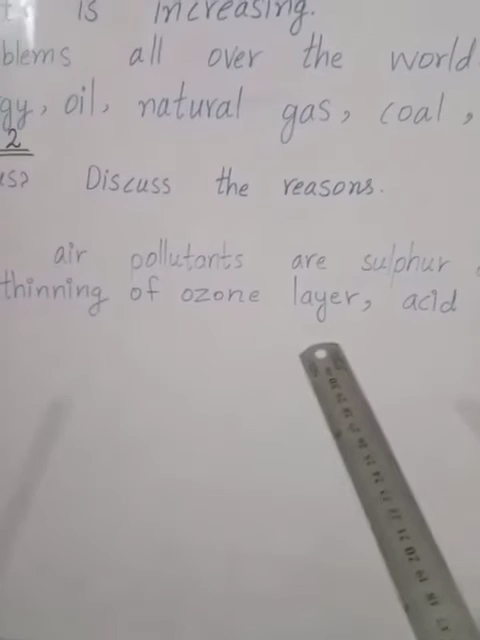 is increasing.
blems all over the world
gy, oil, natural gas, coal,
2
us? Discuss the reasons.
air pollutants are sulphur
thinning of ozone layer, acid